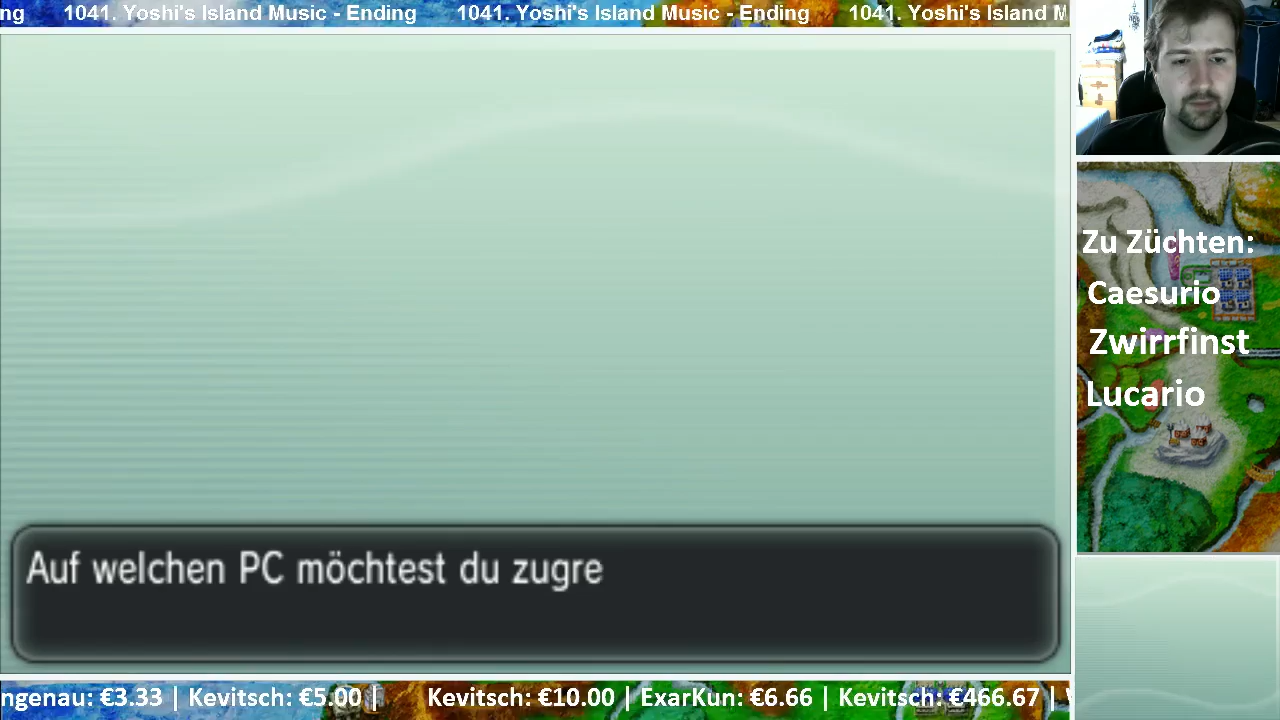 ng 1041. Yoshi's Island Music - Ending 1041. Yoshi's Island Music - Ending 1041. Yoshi's Island M
Zu Züchten:
Caesurio
Zwirrfinst
Lucario
Auf welchen PC möchtest du zugre
ngenau: €3.33 | Kevitsch: €5.00 | Kevitsch: €10.00 | ExarKun: €6.66 | Kevitsch: €466.67 |